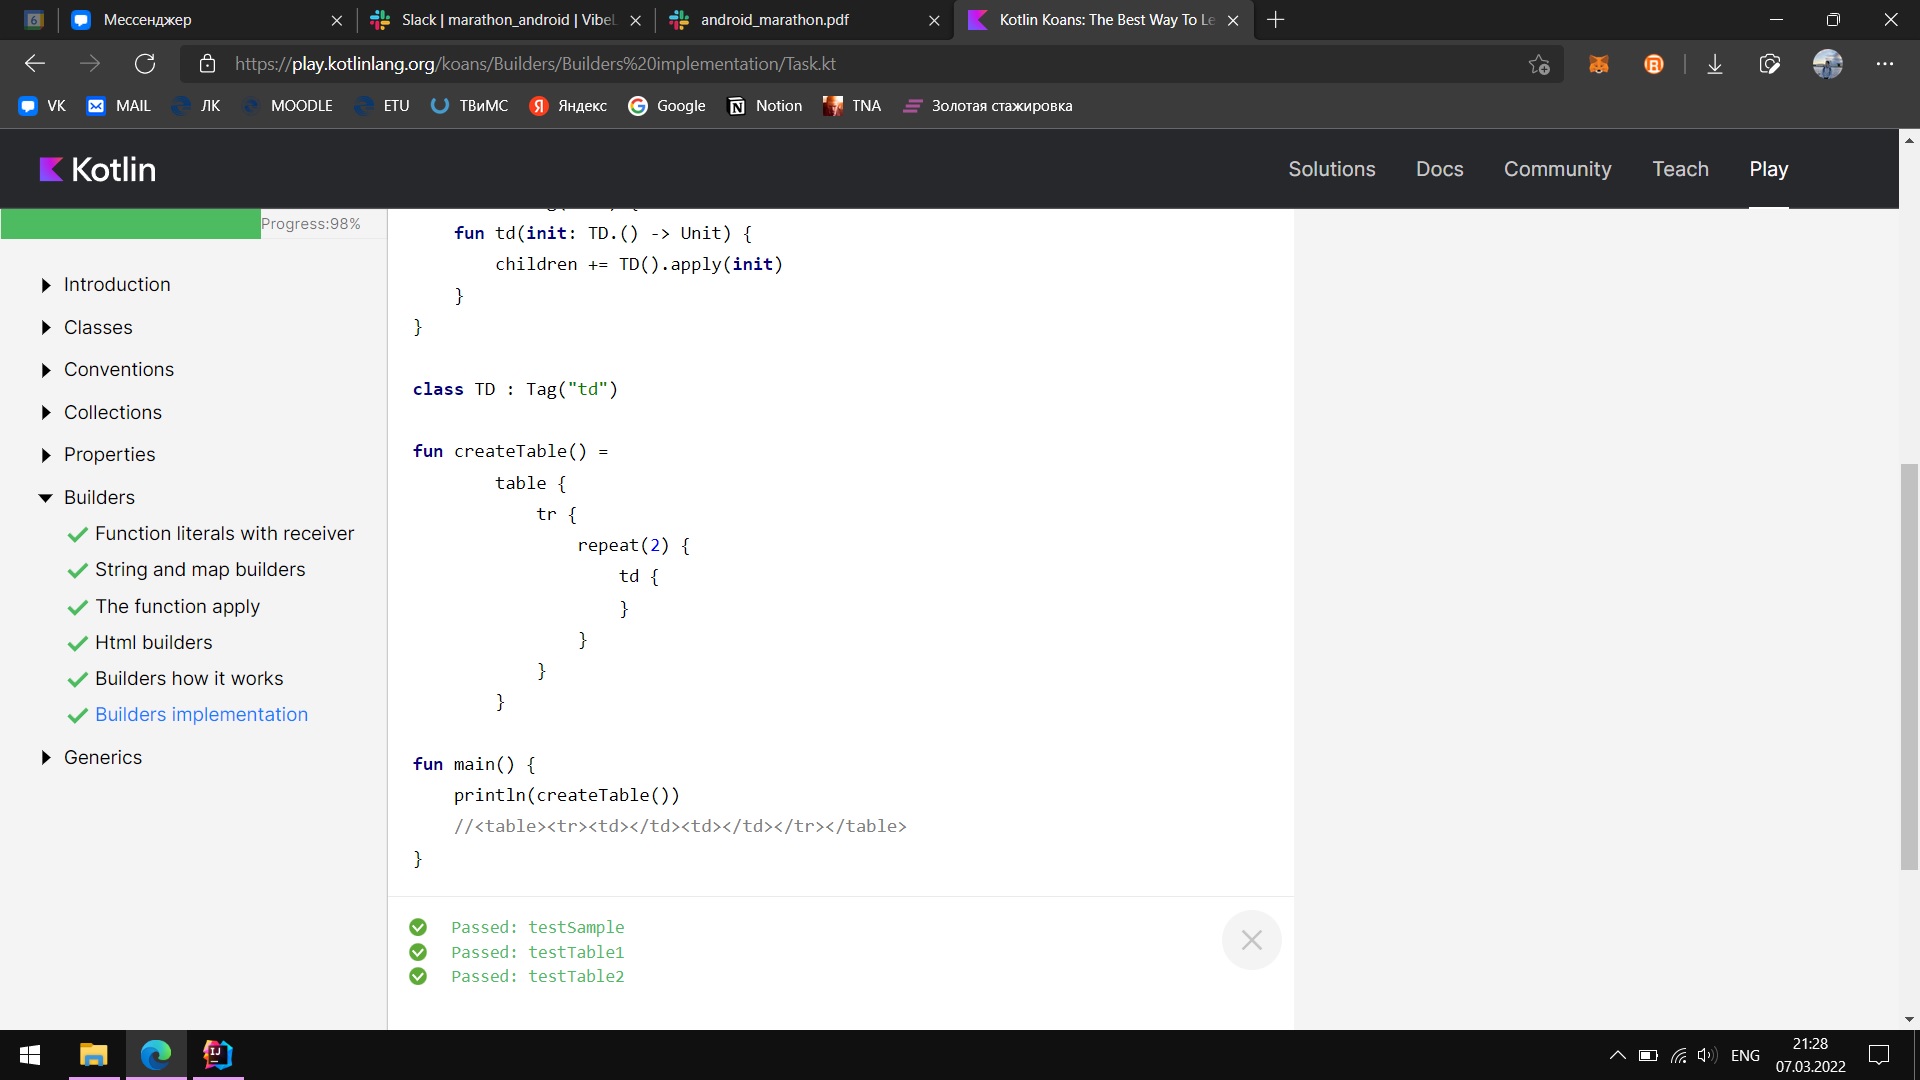 6
Мессенджер
Slack | marathon_android | VibeL
android_marathon.pdf
Kotlin Koans: The Best Way To Le
https://play.kotlinlang.org/koans/Builders/Builders%20implementation/Task.kt
VK
MAIL
ЛК
MOODLE
ETU
ТВиМС
Яндекс
Google
Notion
TNA
Золотая стажировка
Kotlin
Solutions
Docs
Community
Teach
Play
Progress:98%
Introduction
Classes
Conventions
Collections
Properties
Builders
Function literals with receiver
String and map builders
The function apply
Html builders
Builders how it works
Builders implementation
Generics
fun td(init: TD.() -> Unit) {
children += TD().apply(init)
}
}
class TD : Tag("td")
fun createTable() =
table {
tr {
repeat(2) {
td {
}
}
}
}
fun main() {
println(createTable())
//<table><tr><td></td><td></td></tr></table>
}
Passed: testSample
Passed: testTable1
Passed: testTable2
ENG
21:28
07.03.2022